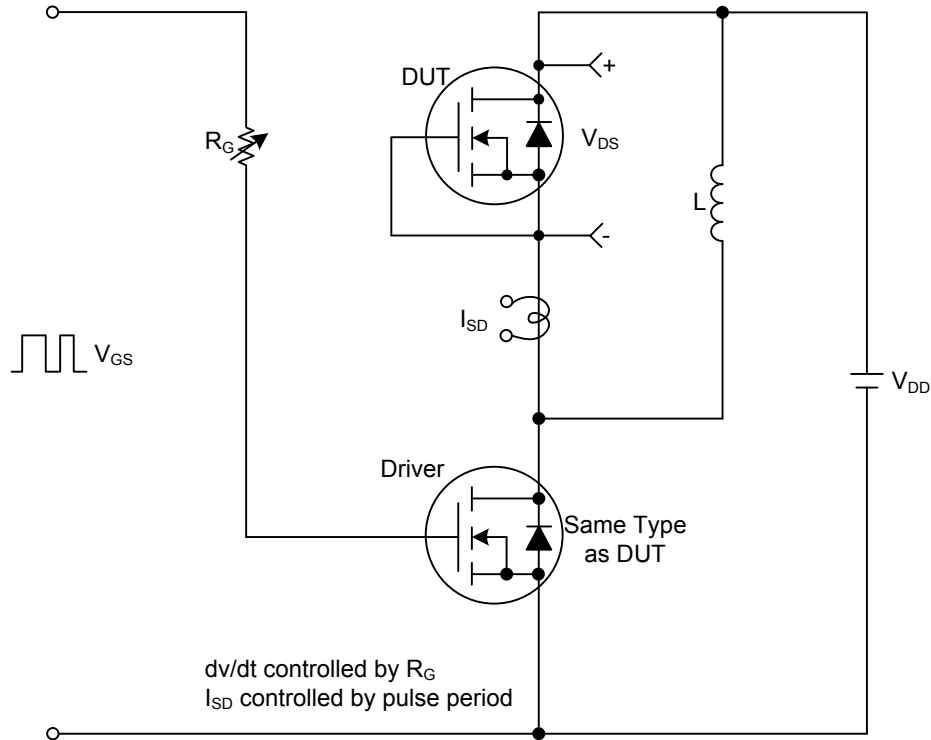 DUT
+
R_G
V_DS
L
-
I_SD
V_GS
V_DD
Driver
Same Type
as DUT
dv/dt controlled by R_G
I_SD controlled by pulse period